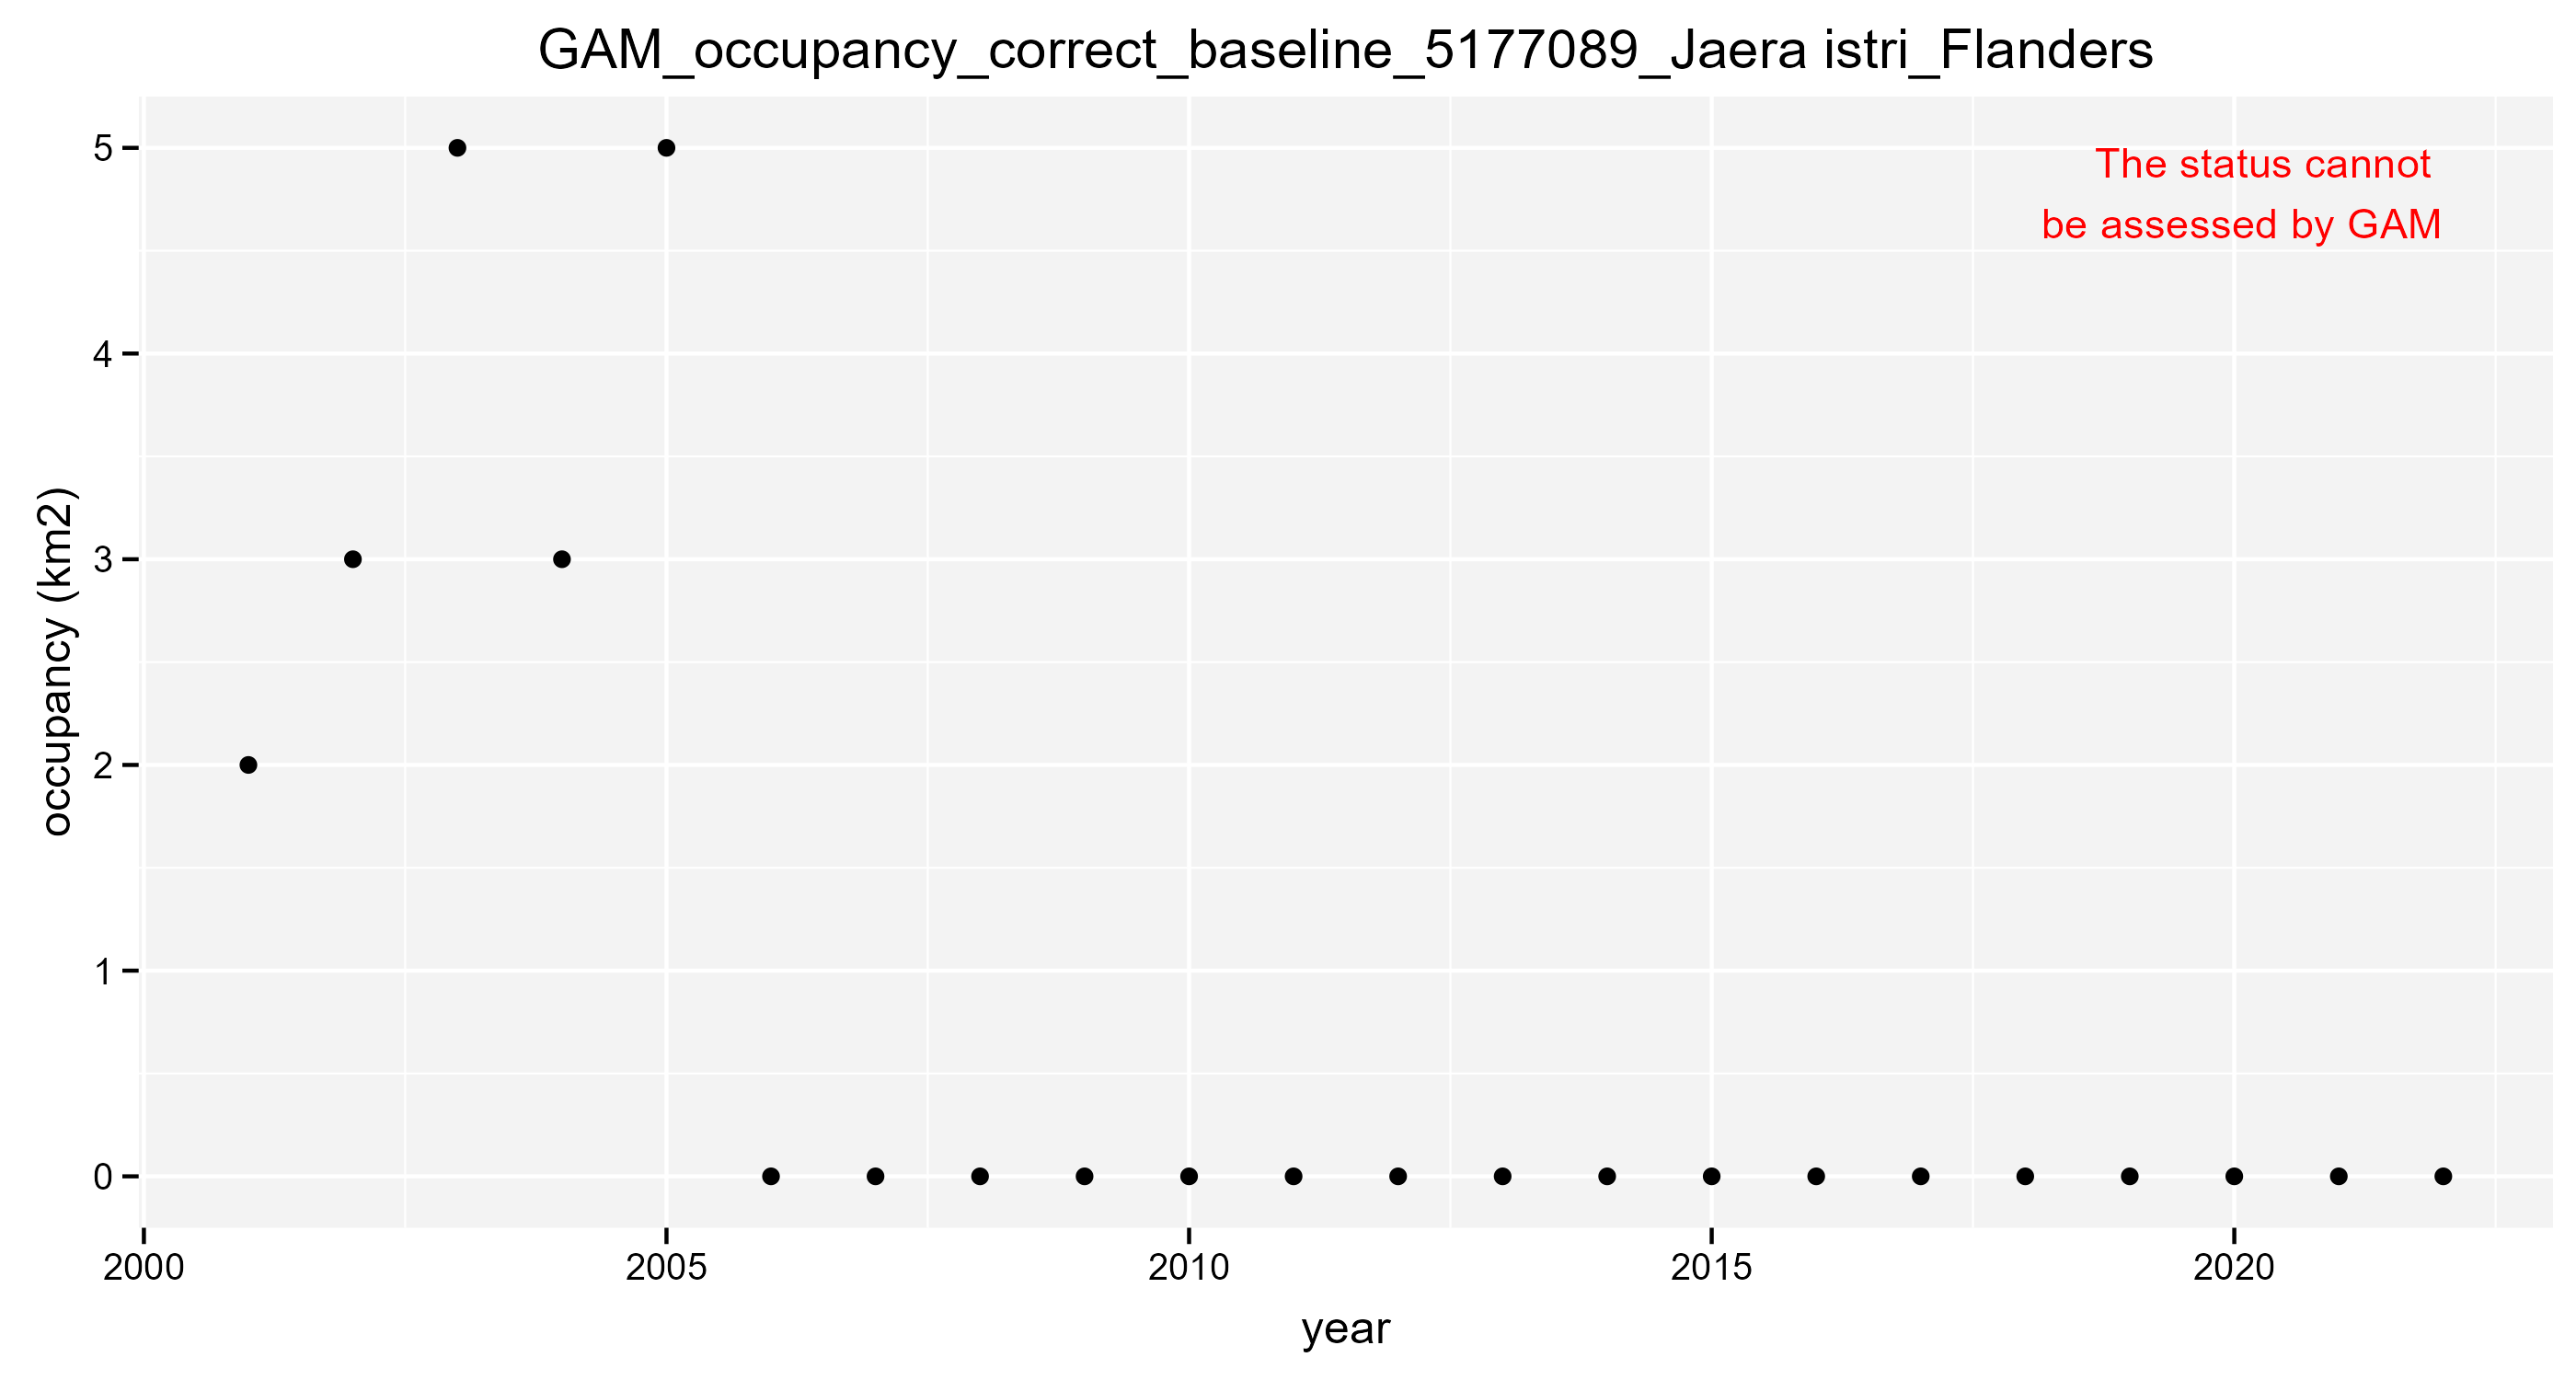 GAM_occupancy_correct_baseline_5177089_Jaera istri_Flanders
The status cannot
be assessed by GAM
occupancy (km2)
5
4
3
2
1
0
2000 2005 2010 2015 2020
year